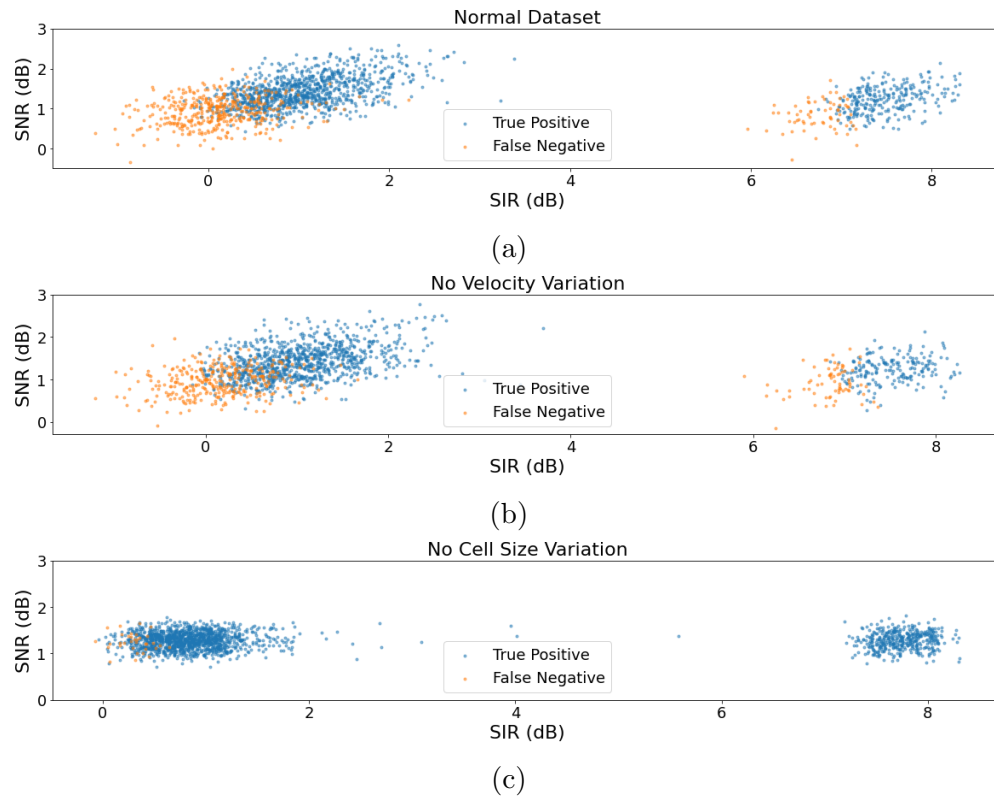 Normal Dataset
3
2
1
0
SNR (dB)
True Positive
False Negative
0 2 4 6 8
SIR (dB)
(a)
No Velocity Variation
3
2
1
0
SNR (dB)
True Positive
False Negative
0 2 4 6 8
SIR (dB)
(b)
No Cell Size Variation
3
2
1
0
SNR (dB)
True Positive
False Negative
0 2 4 6 8
SIR (dB)
(c)